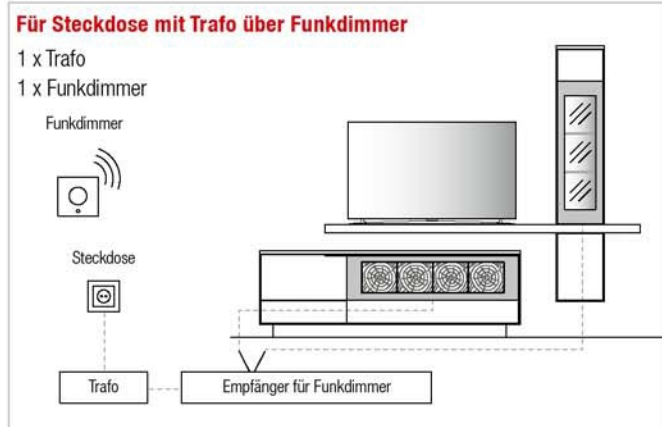 Für Steckdose mit Trafo über Funkdimmer
1 x Trafo
1 x Funkdimmer
Funkdimmer
Steckdose
Trafo
Empfänger für Funkdimmer